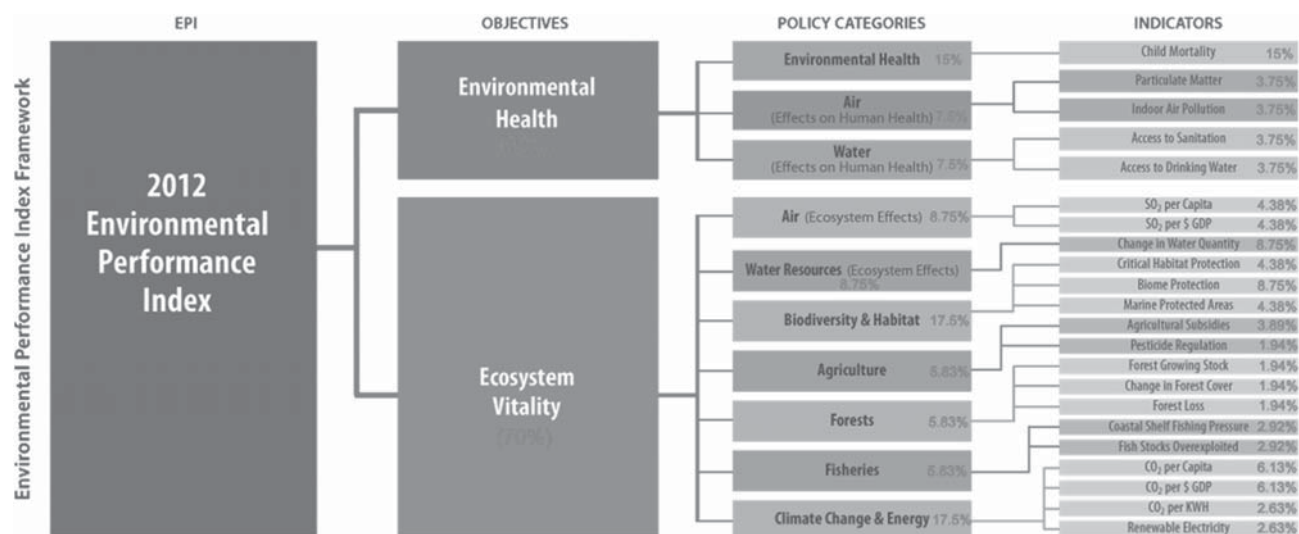 EPI
OBJECTIVES
POLICY CATEGORIES
INDICATORS
Environmental Performance Index Framework
2012
Environmental
Performance
Index
Environmental
Health
Ecosystem
Vitality
(70%)
Environmental Health 15%
Air
(Effects on Human Health) 7.5%
Water
(Effects on Human Health) 7.5%
Air (Ecosystem Effects) 8.75%
Water Resources (Ecosystem Effects)
8.75%
Biodiversity & Habitat 17.5%
Agriculture 5.83%
Forests 5.83%
Fisheries 5.83%
Climate Change & Energy 17.5%
Child Mortality 15%
Particulate Matter 3.75%
Indoor Air Pollution 3.75%
Access to Sanitation 3.75%
Access to Drinking Water 3.75%
SO₂ per Capita 4.38%
SO₂ per $ GDP 4.38%
Change in Water Quantity 8.75%
Critical Habitat Protection 4.38%
Biome Protection 8.75%
Marine Protected Areas 4.38%
Agricultural Subsidies 3.89%
Pesticide Regulation 1.94%
Forest Growing Stock 1.94%
Change in Forest Cover 1.94%
Forest Loss 1.94%
Coastal Shelf Fishing Pressure 2.92%
Fish Stocks Overexploited 2.92%
CO₂ per Capita 6.13%
CO₂ per $ GDP 6.13%
CO₂ per KWH 2.63%
Renewable Electricity 2.63%